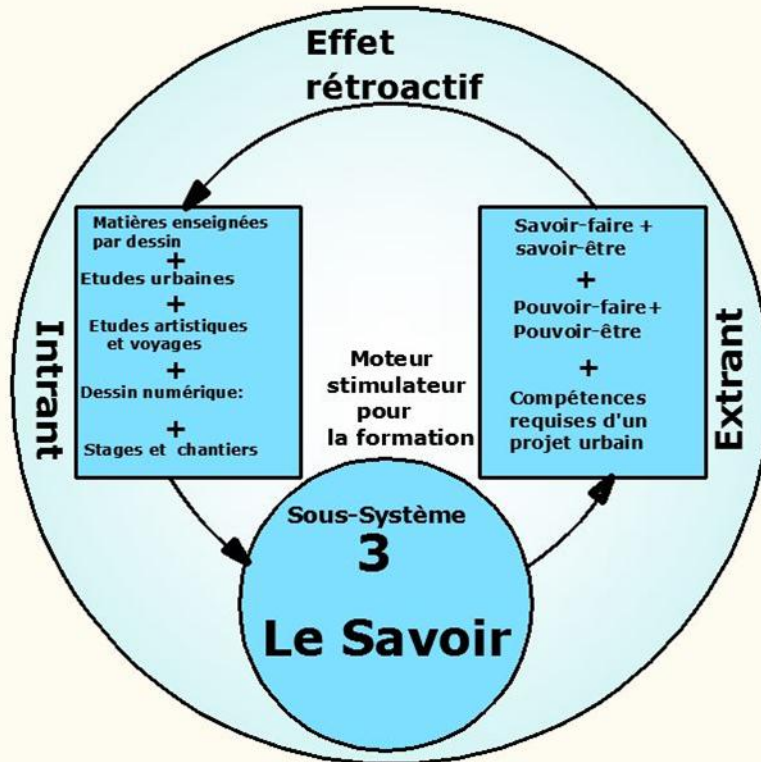 Effet
rétroactif
Intrant
Matières enseignées
par dessin
+
Etudes urbaines
+
Etudes artistiques
et voyages
+
Dessin numérique:
+
Stages et chantiers
Moteur
stimulateur
pour
la formation
Sous-Système
3
Le Savoir
Savoir-faire +
savoir-être
+
Pouvoir-faire+
Pouvoir-être
+
Compétences
requises d'un
projet urbain
Extrant